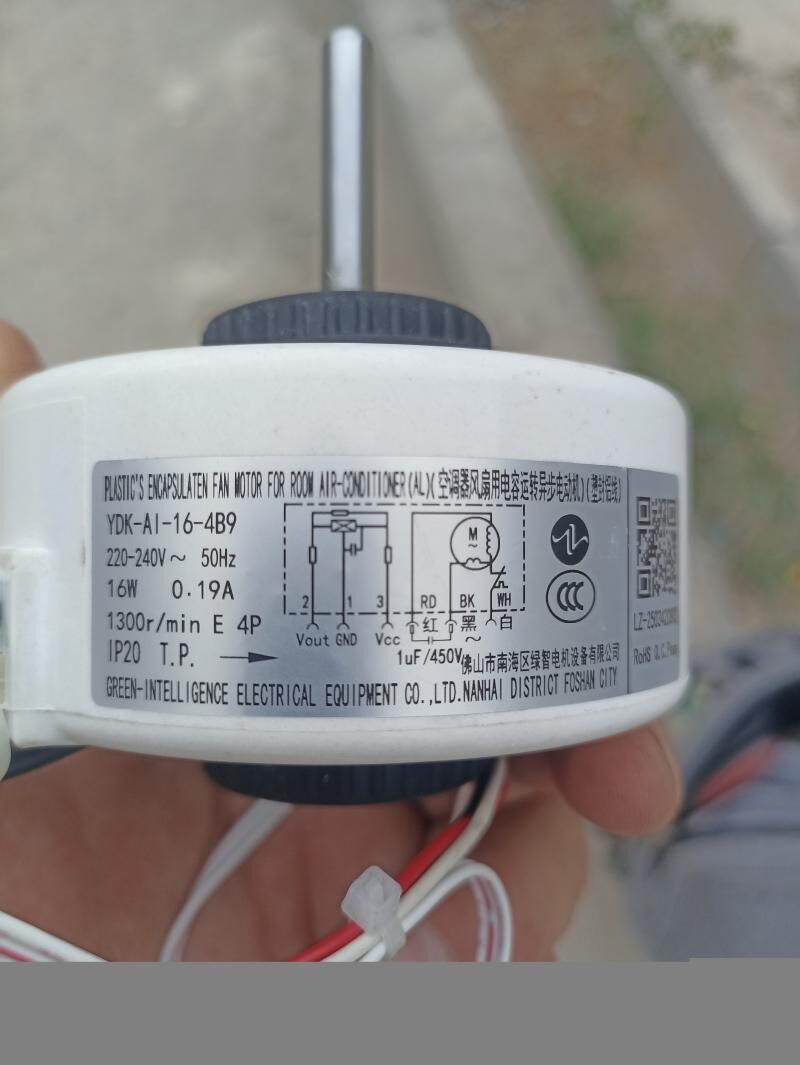 PLASTIC'S ENCAPSULATEN FAN MOTOR FOR ROOM AIR-CONDITIONER(AL)(空调器风扇用电容运转异步电动机)(塑封铝线)
YDK-AI-16-4B9
220-240V～ 50Hz
16W 0.19A
1300r/min E 4P
IP20 T.P.
M
～
2 1 3 RD BK WH
Vout GND Vcc 红 黑 白
～
1uF/450V
佛山市南海区绿智电机设备有限公司
GREEN-INTELLIGENCE ELECTRICAL EQUIPMENT CO.,LTD.NANHAI DISTRICT FOSHAN CITY
CCC
RoHS Q.C.Pass